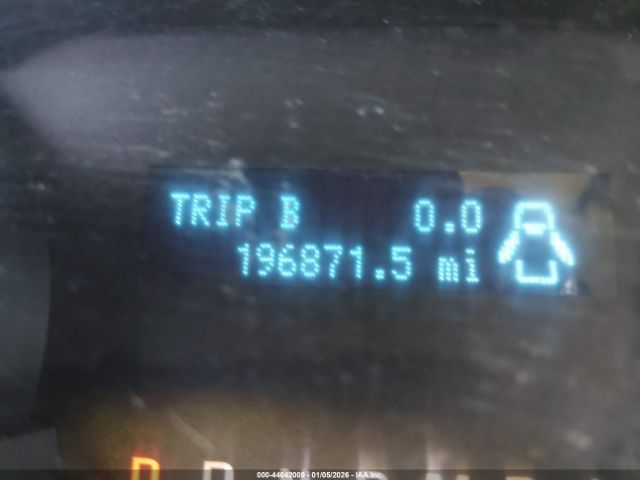 TRIP B 0.0
196871.5 mi
P R
000-44042009 - 01/05/2026 - IAA Inc.